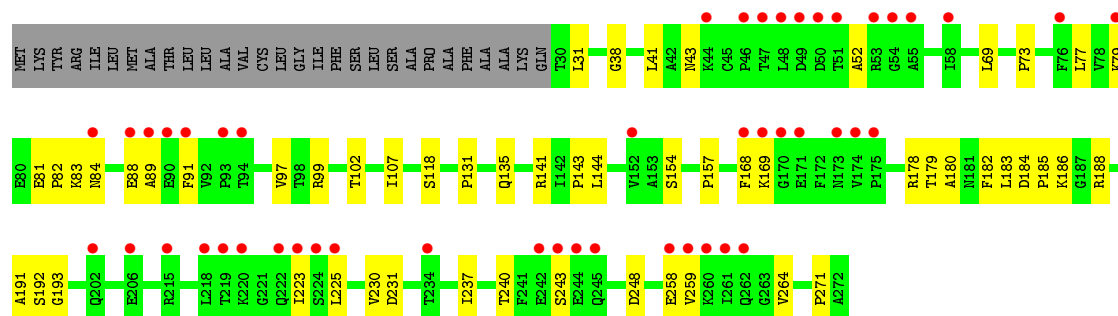 MET LYS TYR ARG ILE LEU MET ALA THR LEU LEU ALA VAL CYS LEU GLY ILE PHE SER LEU SER ALA PRO ALA PHE ALA ALA LYS GLN T30 L31 G38 L41 A42 N43 K44 C45 P46 T47 L48 D49 D50 T51 A52 R53 G54 A55 I58 L69 P73 F76 L77 V78 K79
E80 E81 P82 K83 N84 E88 A89 E90 F91 V92 P93 T94 V97 T98 R99 T102 I107 S118 P131 Q135 R141 I142 P143 L144 V152 A153 S154 P157 F168 K169 G170 E171 F172 N173 V174 P175 R178 T179 A180 N181 F182 L183 D184 P185 K186 G187 R188
A191 S192 G193 Q202 E206 R215 L218 T219 K220 G221 Q222 I223 S224 L225 V230 D231 T234 I237 T240 F241 E242 S243 E244 Q245 D248 E258 V259 K260 I261 Q262 G263 V264 P271 A272